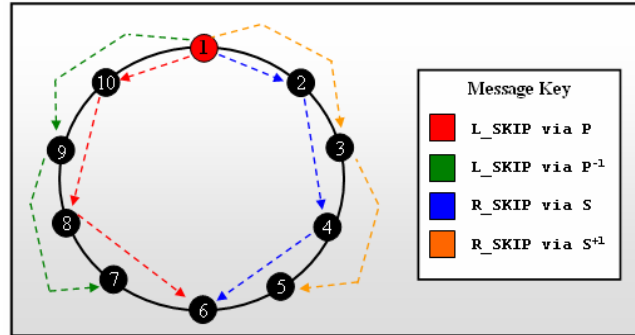 1
10
2
9
3
8
4
7
5
6
Message Key
L_SKIP via P
L_SKIP via P⁻¹
R_SKIP via S
R_SKIP via S⁺¹